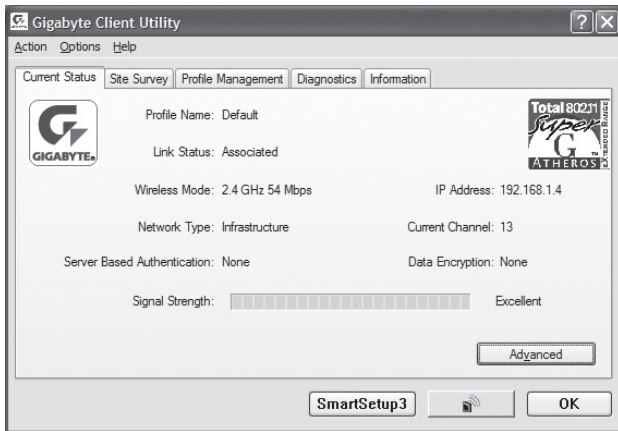 Gigabyte Client Utility
Action Options Help
Current Status Site Survey Profile Management Diagnostics Information
GIGABYTE
Profile Name: Default
Total 802.11
Super
G
ATHEROS
EXTENDED RANGE
Link Status: Associated
Wireless Mode: 2.4 GHz 54 Mbps IP Address: 192.168.1.4
Network Type: Infrastructure Current Channel: 13
Server Based Authentication: None Data Encryption: None
Signal Strength: Excellent
Advanced
SmartSetup3 OK